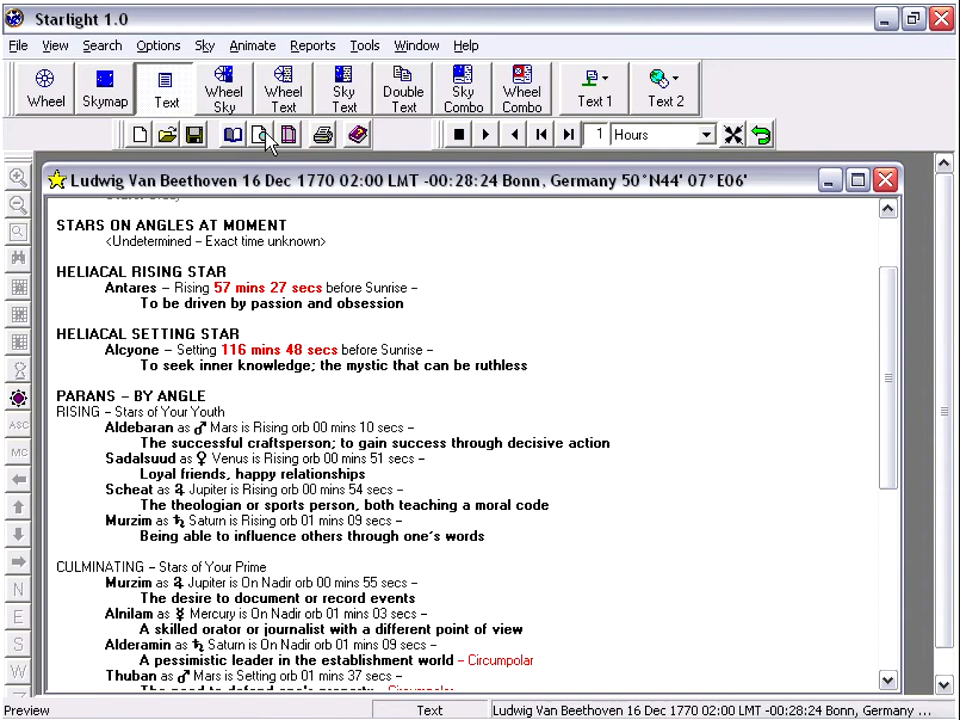 Starlight 1.0
File View Search Options Sky Animate Reports Tools Window Help
Wheel
Skymap
Text
Wheel Sky
Wheel Text
Sky Text
Double Text
Sky Combo
Wheel Combo
Text 1
Text 2
1 Hours
Ludwig Van Beethoven 16 Dec 1770 02:00 LMT -00:28:24 Bonn, Germany 50°N44' 07°E06'
STARS ON ANGLES AT MOMENT
<Undetermined – Exact time unknown>
HELIACAL RISING STAR
Antares – Rising 57 mins 27 secs before Sunrise –
To be driven by passion and obsession
HELIACAL SETTING STAR
Alcyone – Setting 116 mins 48 secs before Sunrise –
To seek inner knowledge; the mystic that can be ruthless
PARANS – BY ANGLE
RISING – Stars of Your Youth
Aldebaran as ♂ Mars is Rising orb 00 mins 10 secs –
The successful craftsperson; to gain success through decisive action
Sadalsuud as ♀ Venus is Rising orb 00 mins 51 secs –
Loyal friends, happy relationships
Scheat as ♃ Jupiter is Rising orb 00 mins 54 secs –
The theologian or sports person, both teaching a moral code
Murzim as ♄ Saturn is Rising orb 01 mins 09 secs –
Being able to influence others through one's words
CULMINATING – Stars of Your Prime
Murzim as ♃ Jupiter is On Nadir orb 00 mins 55 secs –
The desire to document or record events
Alnilam as ☿ Mercury is On Nadir orb 01 mins 03 secs –
A skilled orator or journalist with a different point of view
Alderamin as ♄ Saturn is On Nadir orb 01 mins 09 secs –
A pessimistic leader in the establishment world – Circumpolar
Thuban as ♂ Mars is Setting orb 01 mins 37 secs –
ASC
MC
N
E
S
W
Preview
Text
Ludwig Van Beethoven 16 Dec 1770 02:00 LMT -00:28:24 Bonn, Germany ...